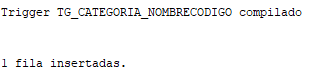 Trigger TG_CATEGORIA_NOMBRECODIGO compilado
1 fila insertadas.